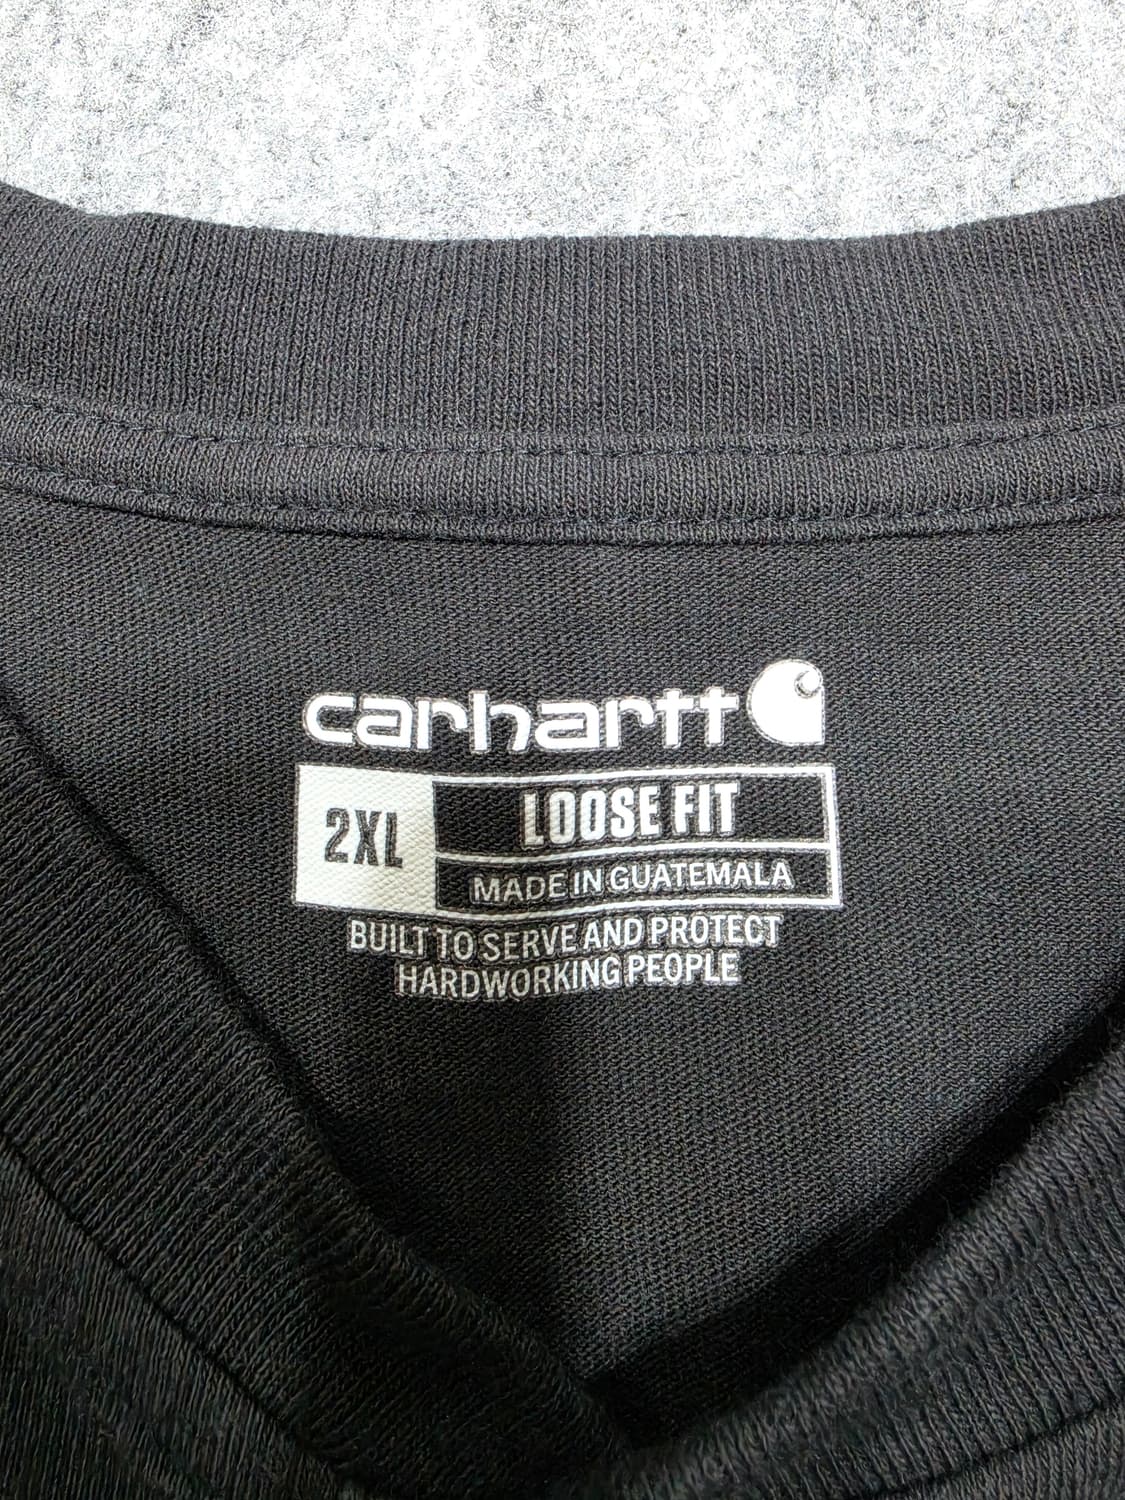 carhartt
2XL
LOOSE FIT
MADE IN GUATEMALA
BUILT TO SERVE AND PROTECT
HARDWORKING PEOPLE